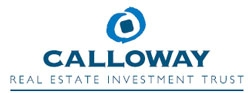 CALLOWAY
REAL ESTATE INVESTMENT TRUST